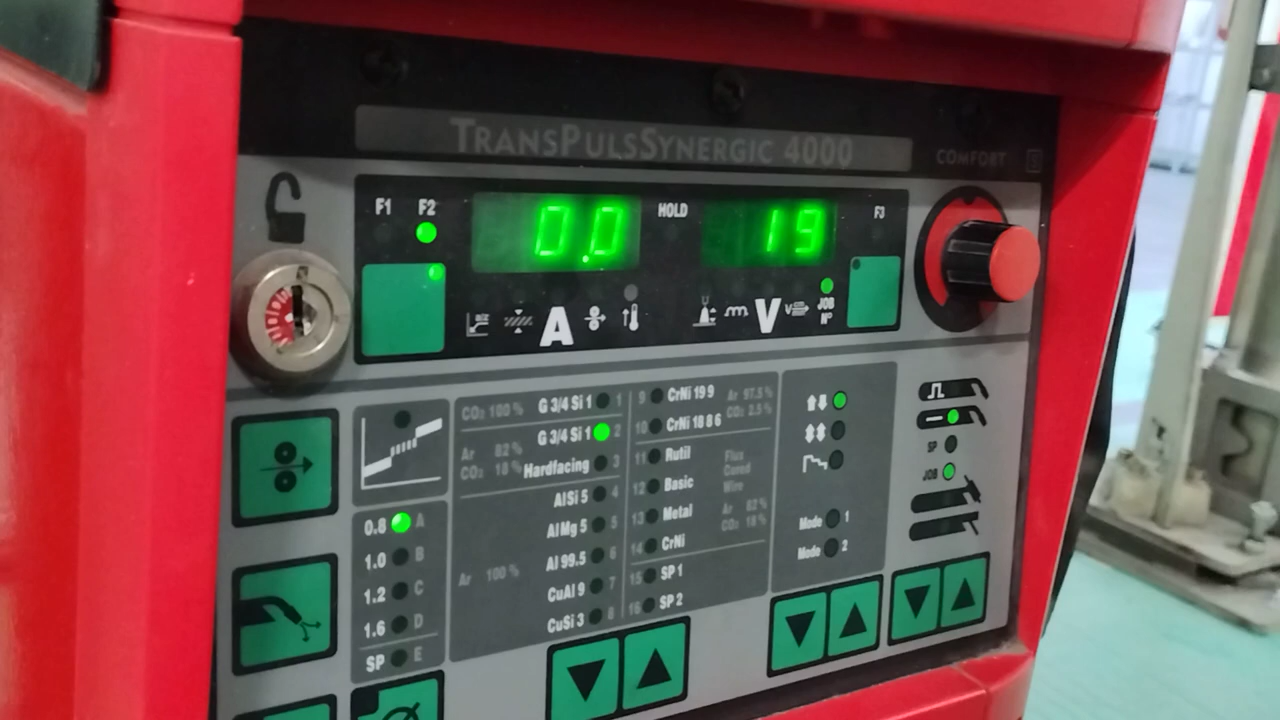 TRANSPULSSYNERGIC 4000
COMFORT
F1 F2 HOLD F3
0.0 19
A V JOB N°
CO₂ 100 % G 3/4 Si 1 1
Ar 82 % CO₂ 18 % G 3/4 Si 1 2
Hardfacing 3
AlSi 5 4
AlMg 5 5
Ar 100 % Al 99.5 6
CuAl 9 7
CuSi 3 8
9 CrNi 19 9 Ar 97.5 % CO₂ 2.5 %
10 CrNi 18 8 6
11 Rutil Flux Cored Wire
12 Basic
13 Metal Ar 82 % CO₂ 18 %
14 CrNi
15 SP 1
16 SP 2
0.8 A
1.0 B
1.2 C
1.6 D
SP E
Mode 1
Mode 2
SP
JOB